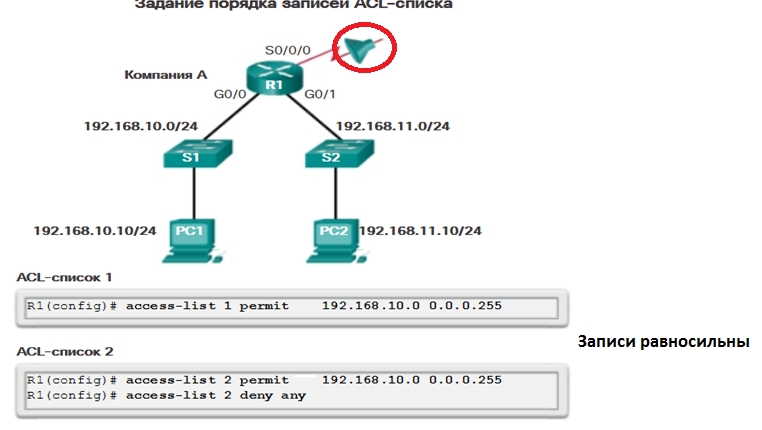 Задание порядка записей ACL-списка
S0/0/0
Компания A
R1
G0/0
G0/1
192.168.10.0/24
192.168.11.0/24
S1
S2
192.168.10.10/24
PC1
PC2
192.168.11.10/24
ACL-список 1
R1(config)# access-list 1 permit 192.168.10.0 0.0.0.255
Записи равносильны
ACL-список 2
R1(config)# access-list 2 permit 192.168.10.0 0.0.0.255
R1(config)# access-list 2 deny any